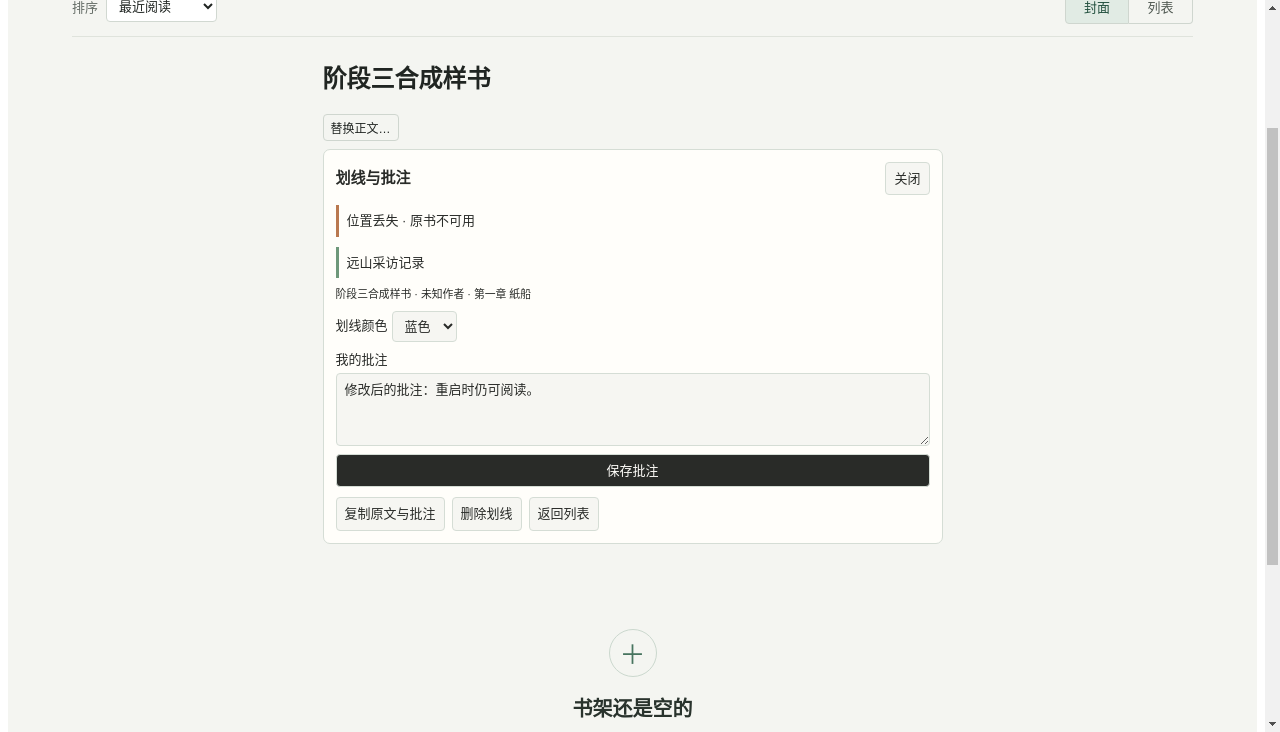 排序 最近阅读 封面 列表
阶段三合成样书
替换正文…
划线与批注 关闭
位置丢失 · 原书不可用
远山采访记录
阶段三合成样书 · 未知作者 · 第一章 紙船
划线颜色 蓝色
我的批注
修改后的批注：重启时仍可阅读。
保存批注
复制原文与批注 删除划线 返回列表
书架还是空的